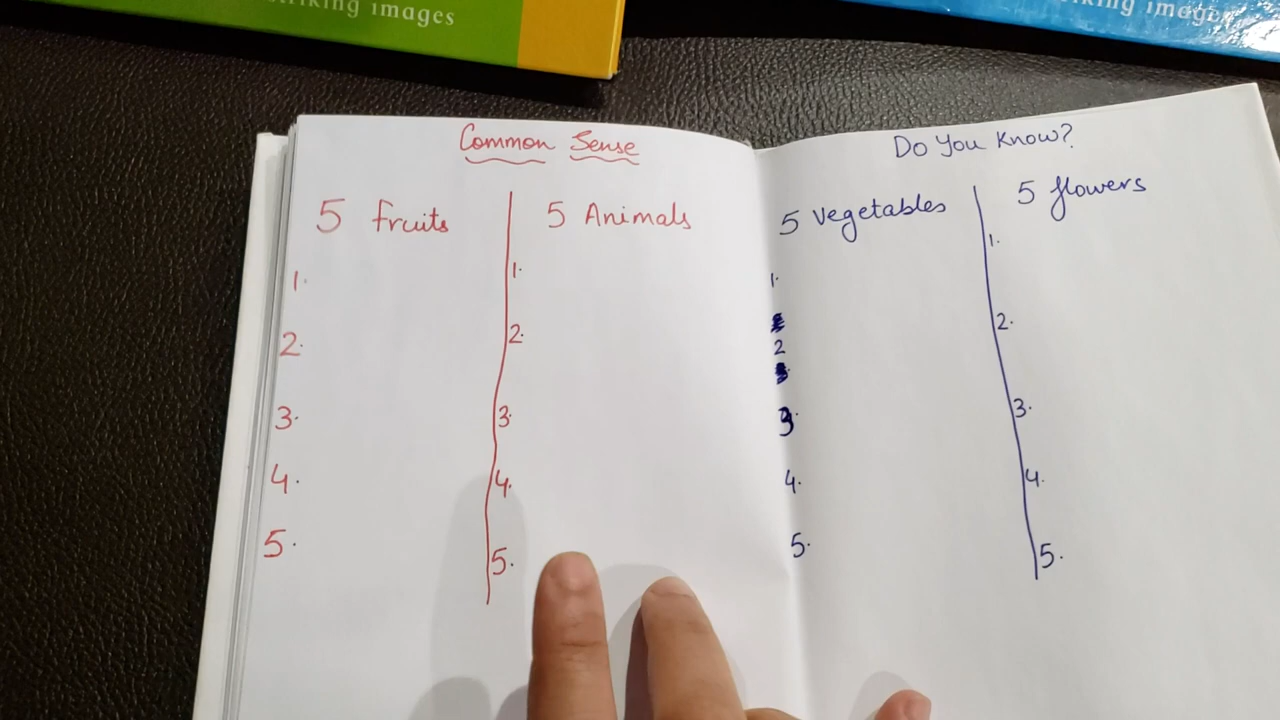 images
Common Sense
5 fruits
1.
2.
3.
4.
5.
5 Animals
1.
2.
3.
4.
5.
Do You Know?
5 vegetables
1.
2
3.
4.
5.
5 flowers
1.
2.
3.
4.
5.